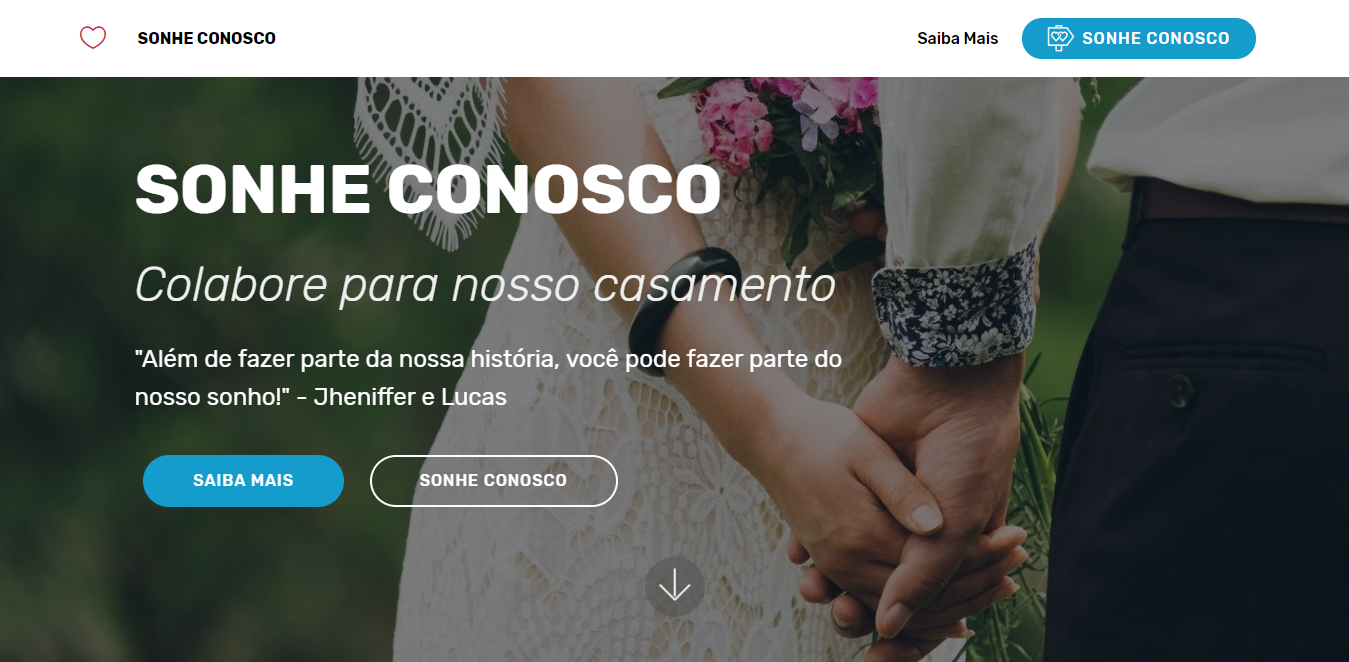 SONHE CONOSCO
Saiba Mais
SONHE CONOSCO
SONHE CONOSCO
Colabore para nosso casamento
"Além de fazer parte da nossa história, você pode fazer parte do
nosso sonho!" - Jheniffer e Lucas
SAIBA MAIS
SONHE CONOSCO